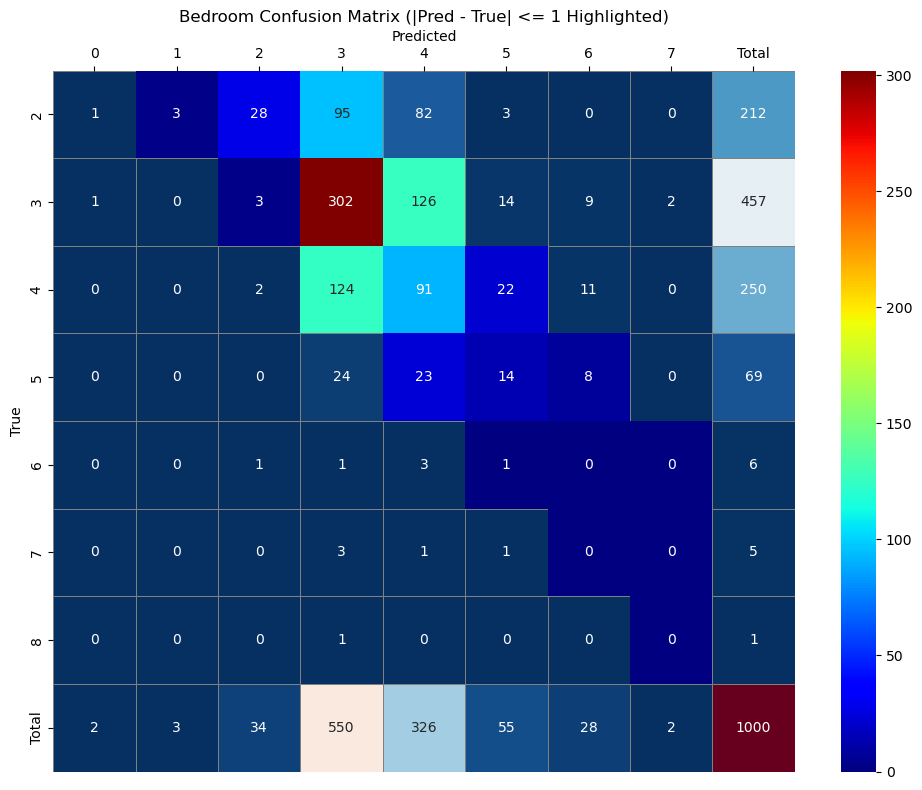 Bedroom Confusion Matrix (|Pred - True| <= 1 Highlighted)
Predicted
0 1 2 3 4 5 6 7 Total
2 1 3 28 95 82 3 0 0 212
3 1 0 3 302 126 14 9 2 457
4 0 0 2 124 91 22 11 0 250
5 0 0 0 24 23 14 8 0 69
6 0 0 1 1 3 1 0 0 6
7 0 0 0 3 1 1 0 0 5
8 0 0 0 1 0 0 0 0 1
Total 2 3 34 550 326 55 28 2 1000
True
300
250
200
150
100
50
0